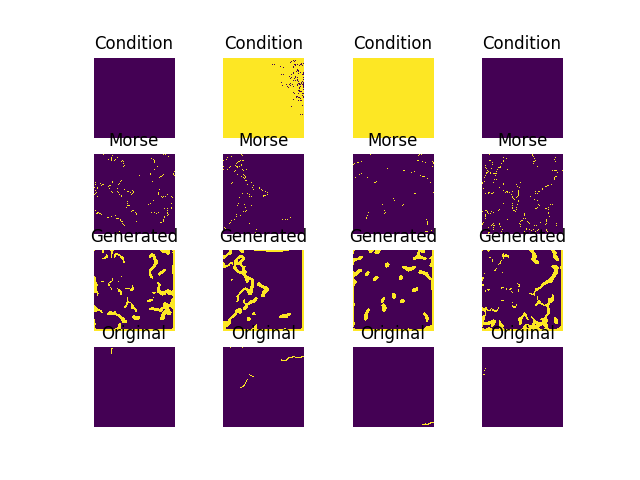 Condition Condition Condition Condition
Morse Morse Morse Morse
Generated Generated Generated Generated
Original Original Original Original